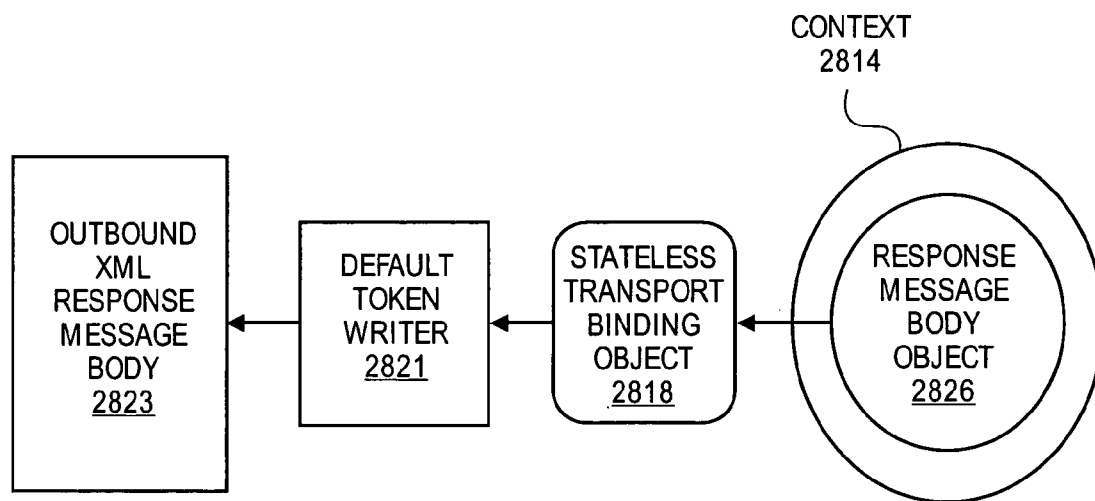 CONTEXT
2814
OUTBOUND
XML
RESPONSE
MESSAGE
BODY
2823
DEFAULT
TOKEN
WRITER
2821
STATELESS
TRANSPORT
BINDING
OBJECT
2818
RESPONSE
MESSAGE
BODY
OBJECT
2826